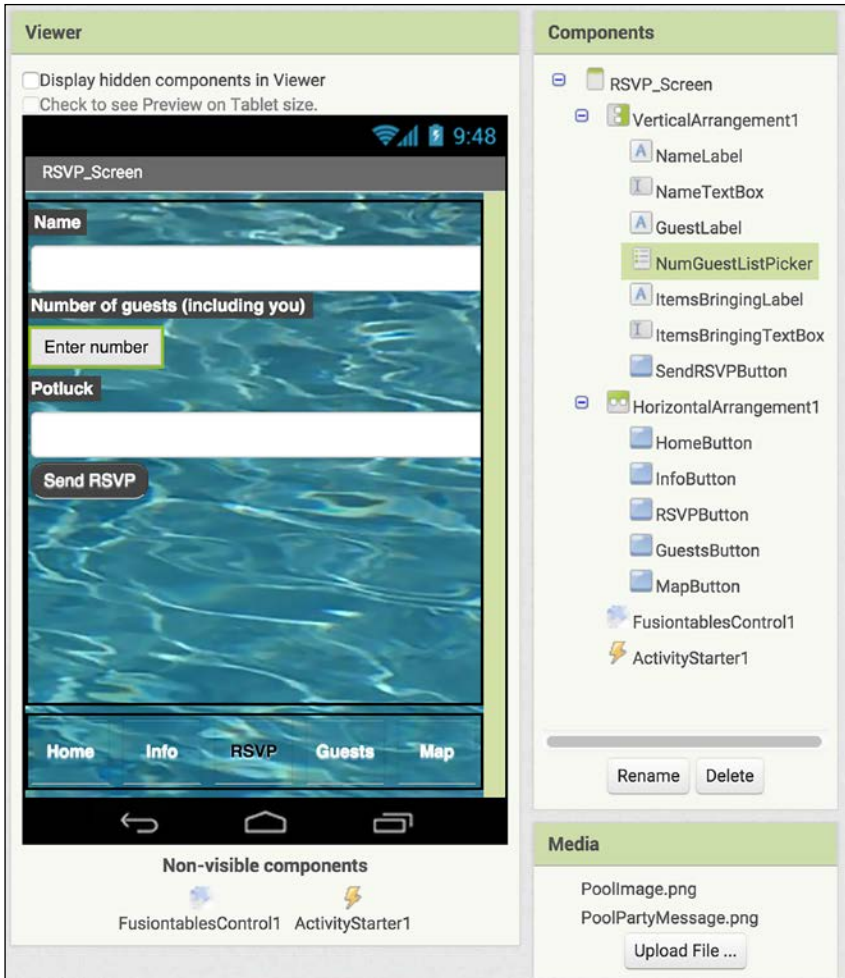 Viewer
Display hidden components in Viewer
Check to see Preview on Tablet size.
9:48
RSVP_Screen
Name
Number of guests (including you)
Enter number
Potluck
Send RSVP
Home Info RSVP Guests Map
Non-visible components
FusiontablesControl1 ActivityStarter1
Components
RSVP_Screen
VerticalArrangement1
NameLabel
NameTextBox
GuestLabel
NumGuestListPicker
ItemsBringingLabel
ItemsBringingTextBox
SendRSVPButton
HorizontalArrangement1
HomeButton
InfoButton
RSVPButton
GuestsButton
MapButton
FusiontablesControl1
ActivityStarter1
Rename Delete
Media
PoolImage.png
PoolPartyMessage.png
Upload File ...